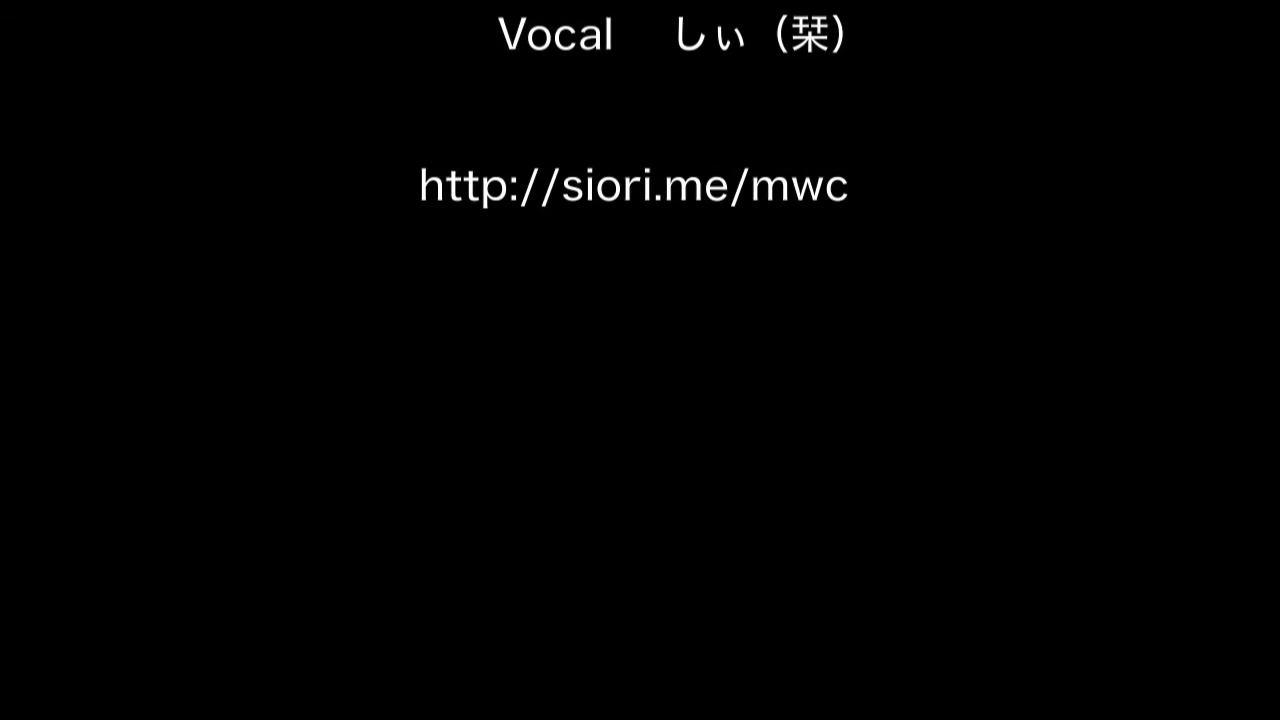 Vocal　しぃ（栞）
http://siori.me/mwc